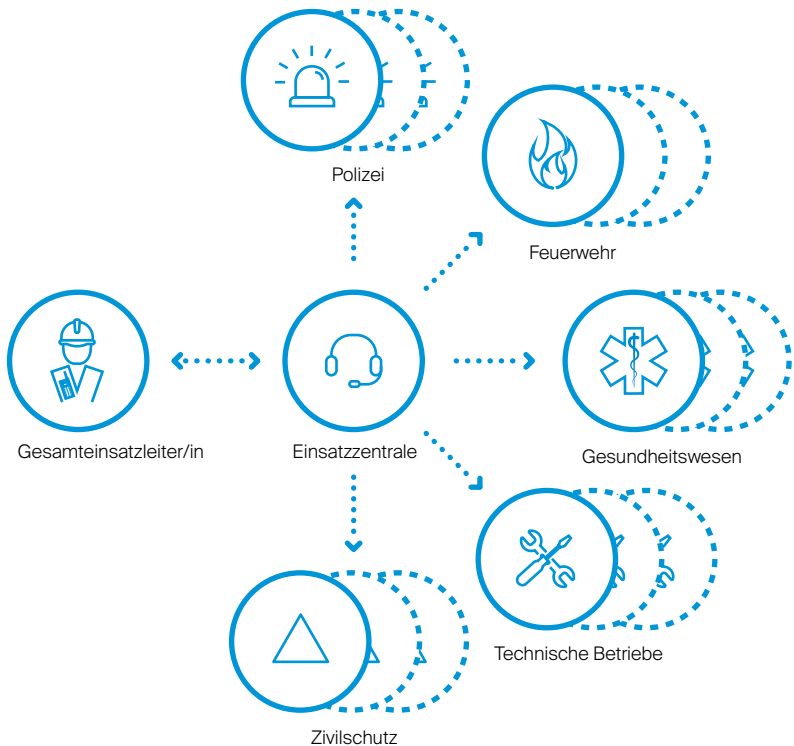 Polizei
Feuerwehr
Gesamteinsatzleiter/in
Einsatzzentrale
Gesundheitswesen
Technische Betriebe
Zivilschutz